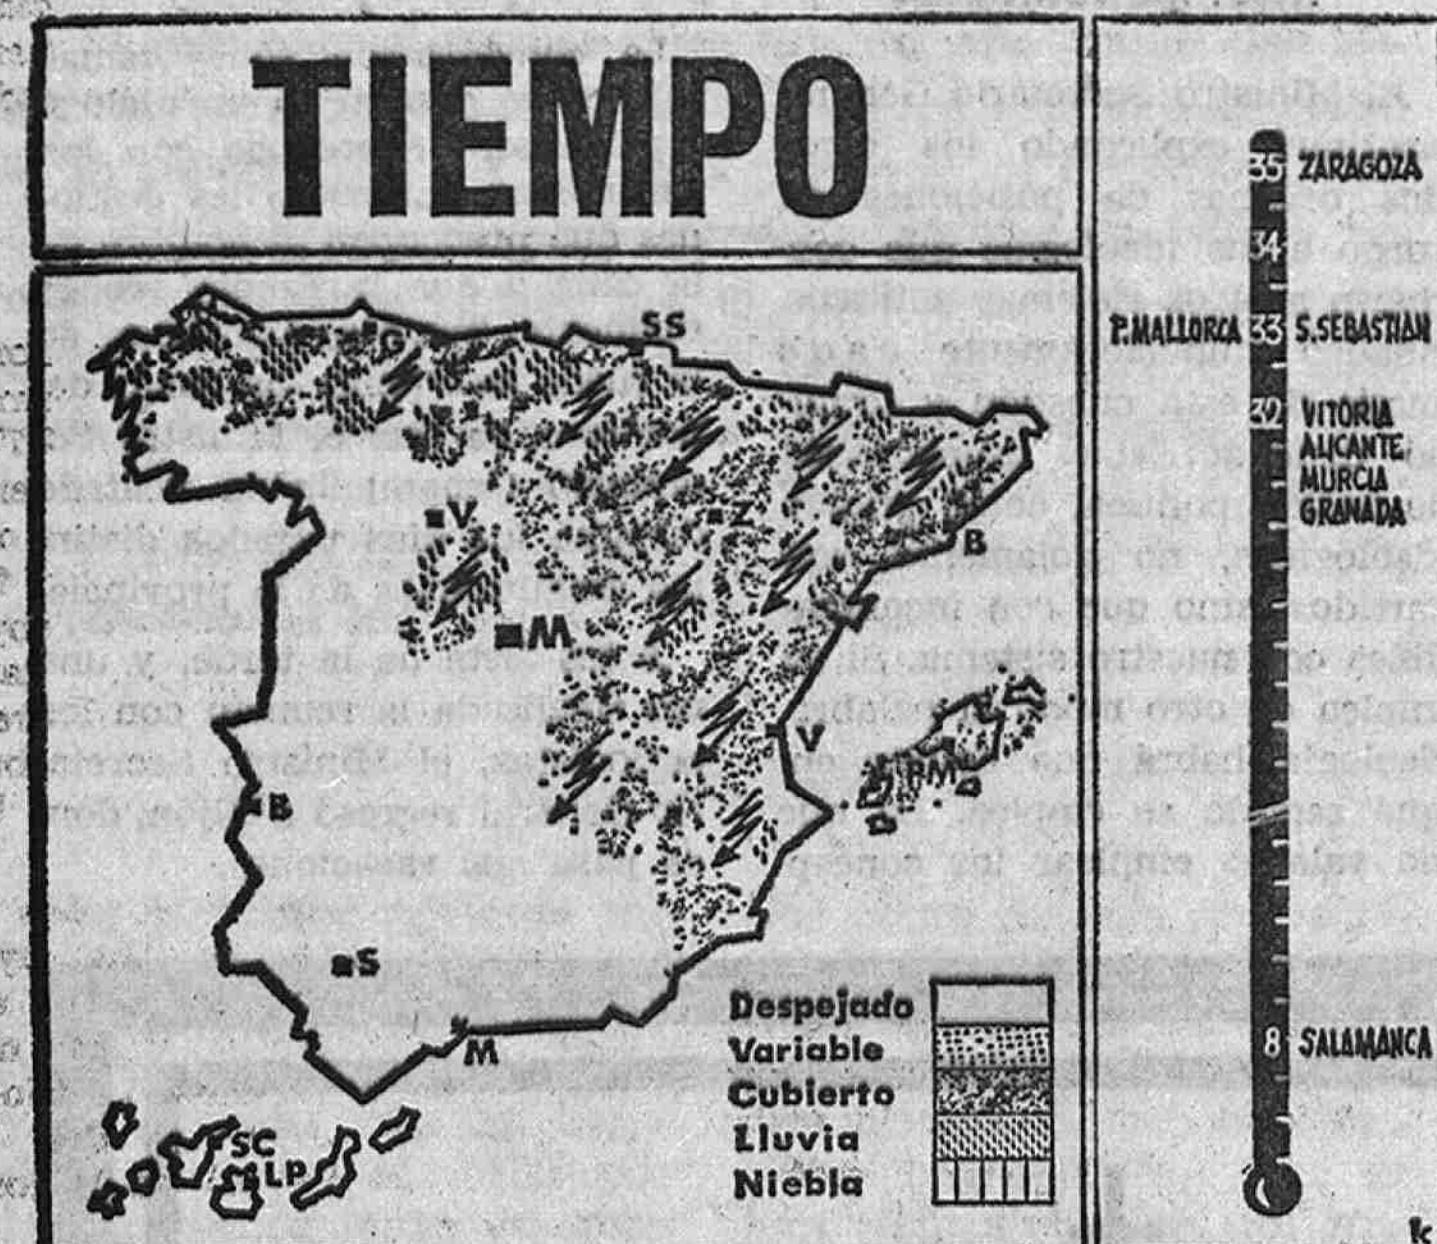 TIEMPO
G
SS
V
Z
B
M
V
PM
B
S
M
SC
LP
Despejado
Variable
Cubierto
Lluvia
Niebla
35 ZARAGOZA
34
P.MALLORCA 33 S.SEBASTIAN
32 VITORIA
ALICANTE
MURCIA
GRANADA
8 SALAMANCA